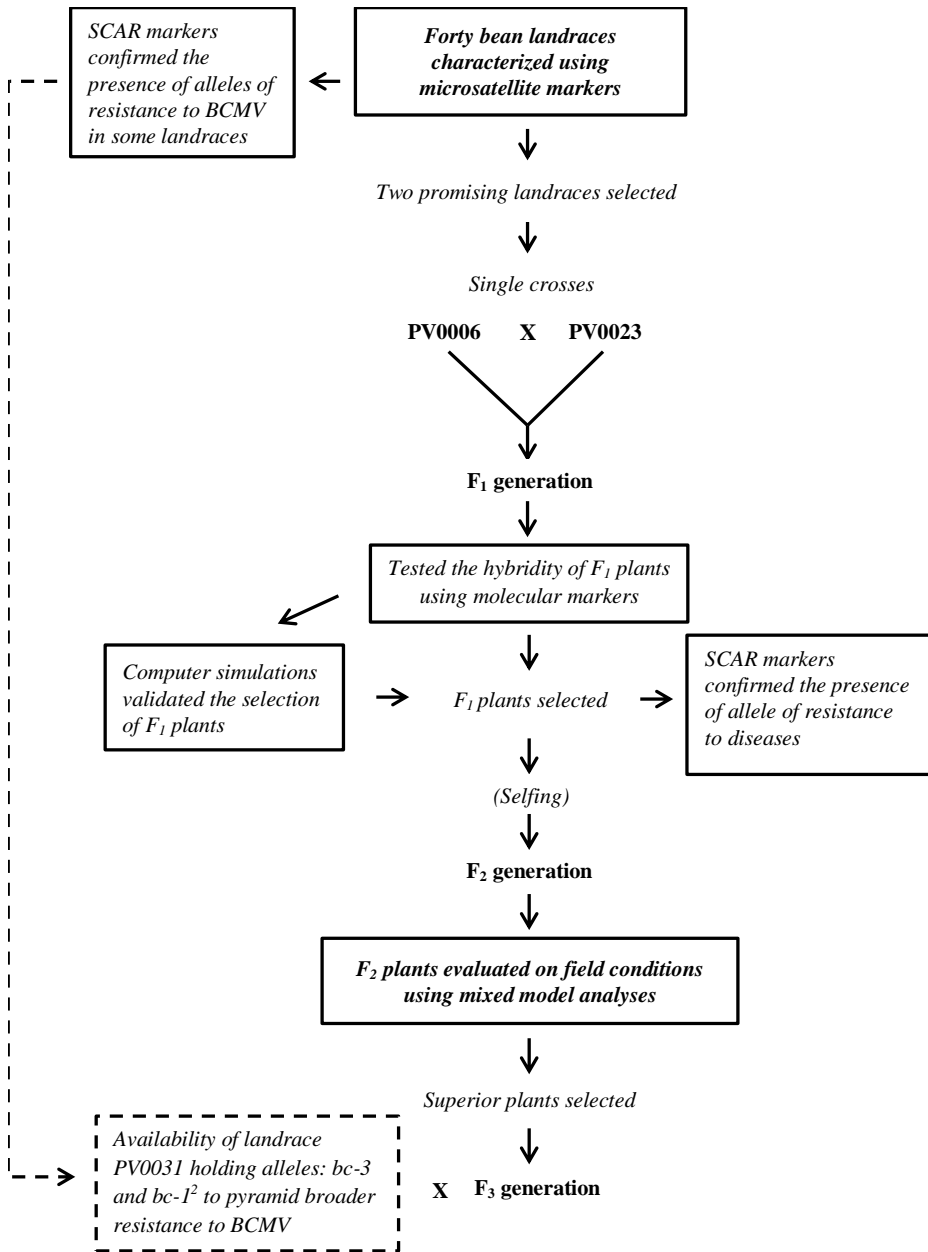 SCAR markers
confirmed the
presence of alleles of
resistance to BCMV
in some landraces
Forty bean landraces
characterized using
microsatellite markers
Two promising landraces selected
Single crosses
PV0006 X PV0023
F₁ generation
Tested the hybridity of F₁ plants
using molecular markers
Computer simulations
validated the selection
of F₁ plants
F₁ plants selected
SCAR markers
confirmed the presence
of allele of resistance
to diseases
(Selfing)
F₂ generation
F₂ plants evaluated on field conditions
using mixed model analyses
Superior plants selected
Availability of landrace
PV0031 holding alleles: bc-3
and bc-1² to pyramid broader
resistance to BCMV
X F₃ generation